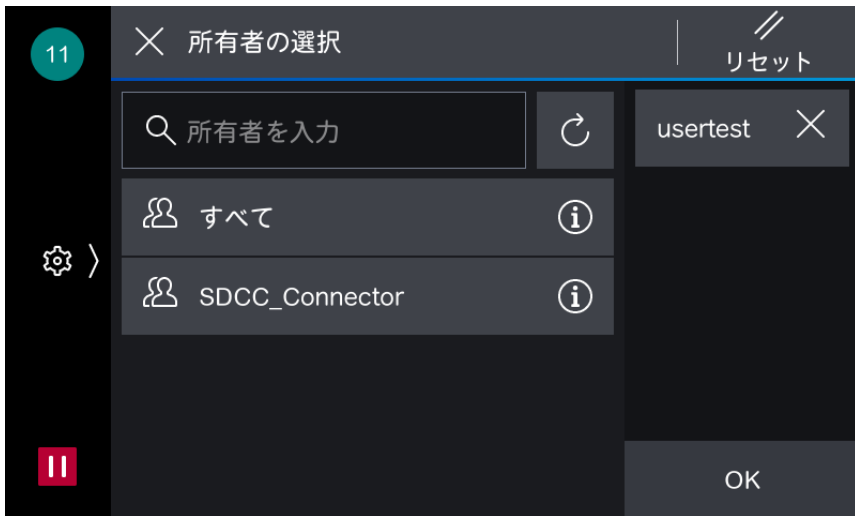 11
所有者の選択
リセット
所有者を入力
usertest
すべて
SDCC_Connector
OK